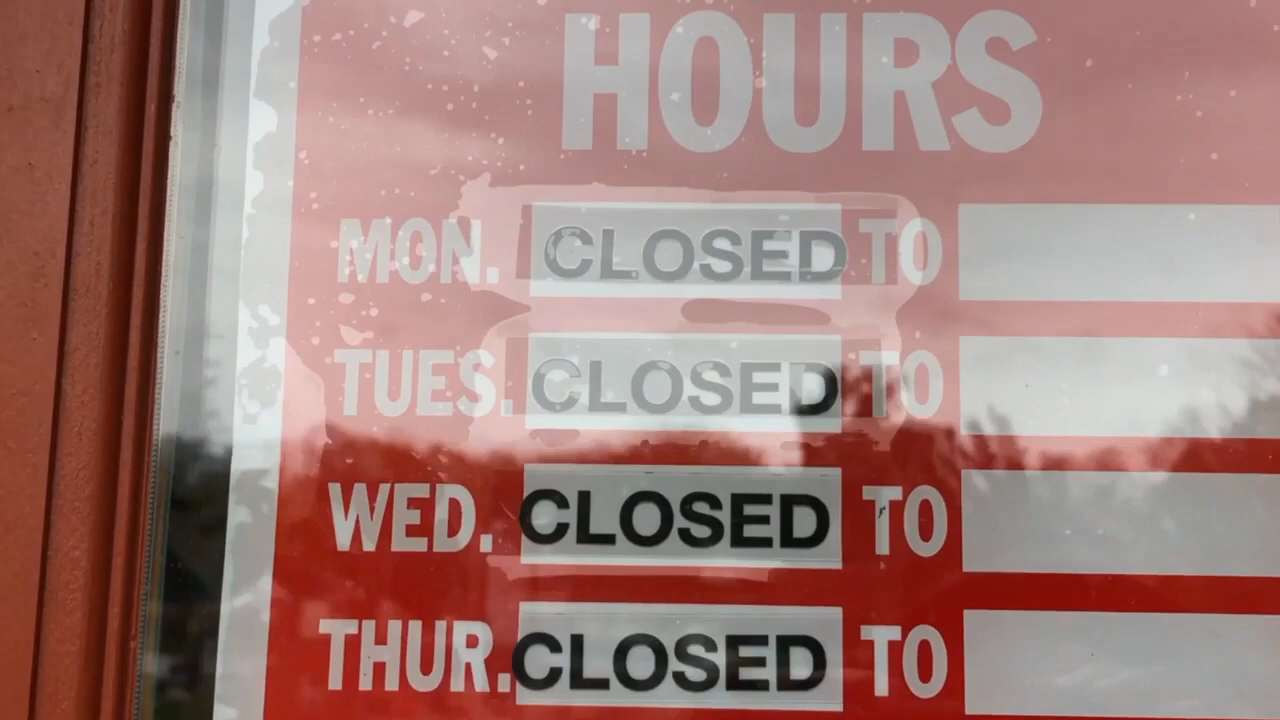 HOURS
MON. CLOSED TO
TUES. CLOSED TO
WED. CLOSED TO
THUR. CLOSED TO